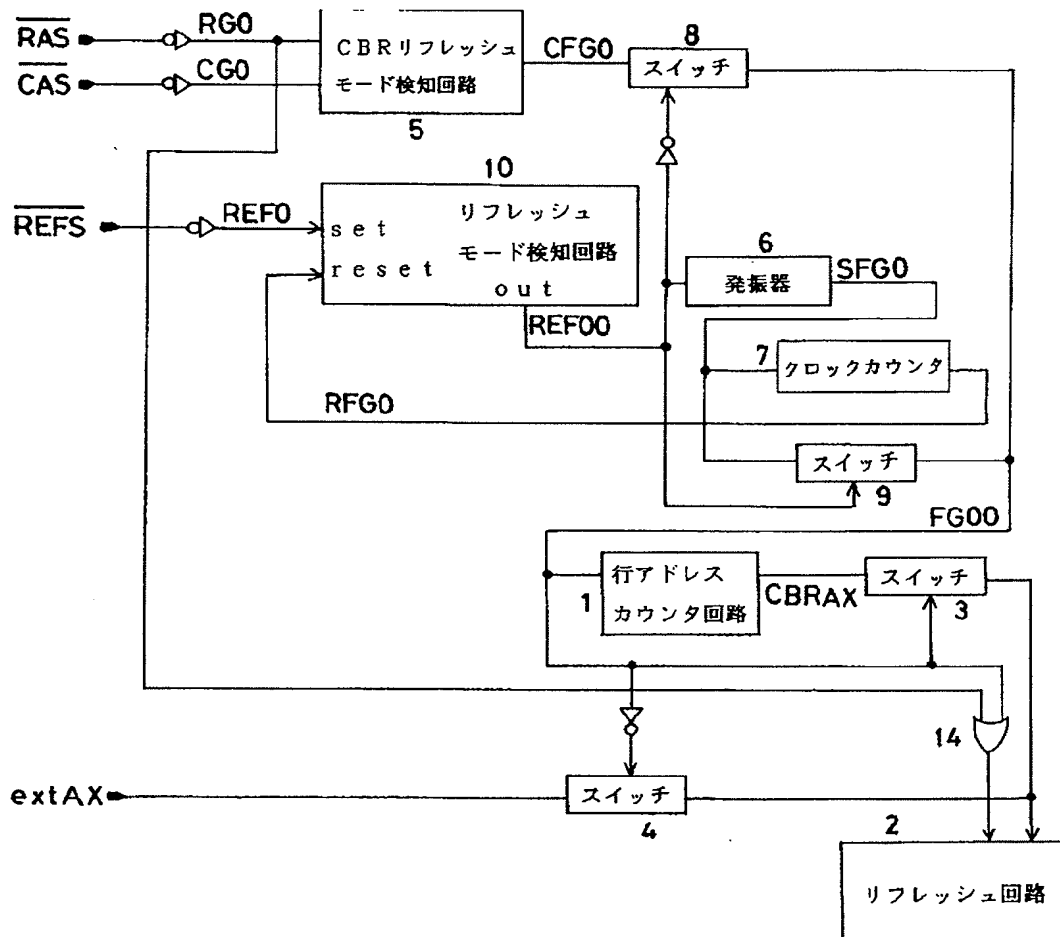 RAS
RG0
CAS
CG0
CBRリフレッシュ
モード検知回路
5
CFG0
8
スイッチ
10
REFS
REF0
set
リフレッシュ
reset
モード検知回路
out
REF00
6
発振器
SFG0
7
クロックカウンタ
RFG0
スイッチ
9
FG00
1
行アドレス
カウンタ回路
CBRAX
スイッチ
3
14
extAX
スイッチ
4
2
リフレッシュ回路